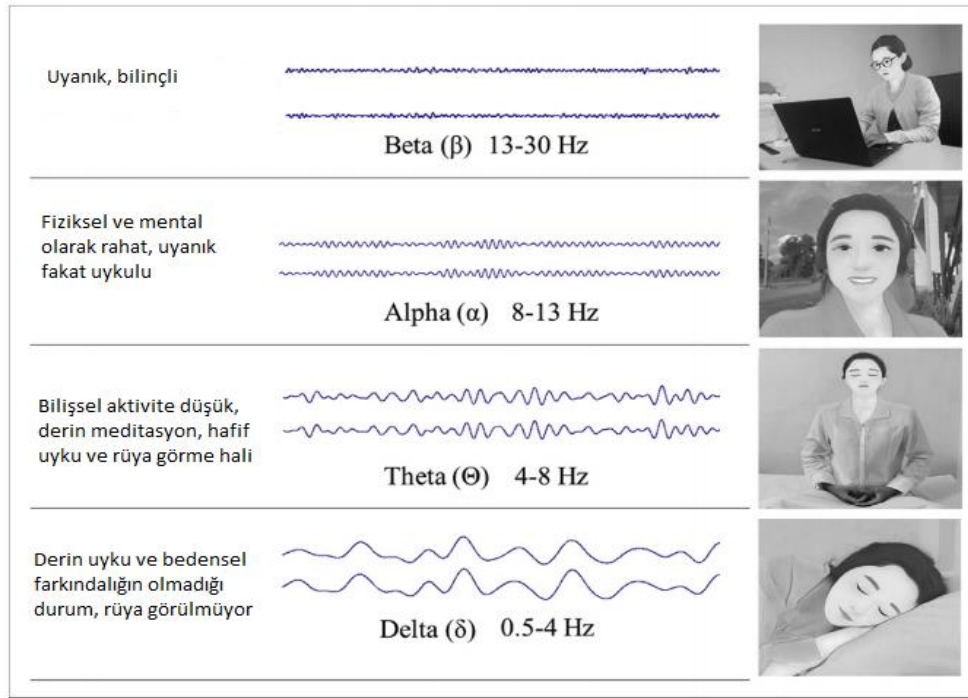 Uyanık, bilinçli
Beta (β) 13-30 Hz
Fiziksel ve mental
olarak rahat, uyanık
fakat uykulu
Alpha (α) 8-13 Hz
Bilişsel aktivite düşük,
derin meditasyon, hafif
uyku ve rüya görme hali
Theta (Θ) 4-8 Hz
Derin uyku ve bedensel
farkındalığın olmadığı
durum, rüya görülmüyor
Delta (δ) 0.5-4 Hz